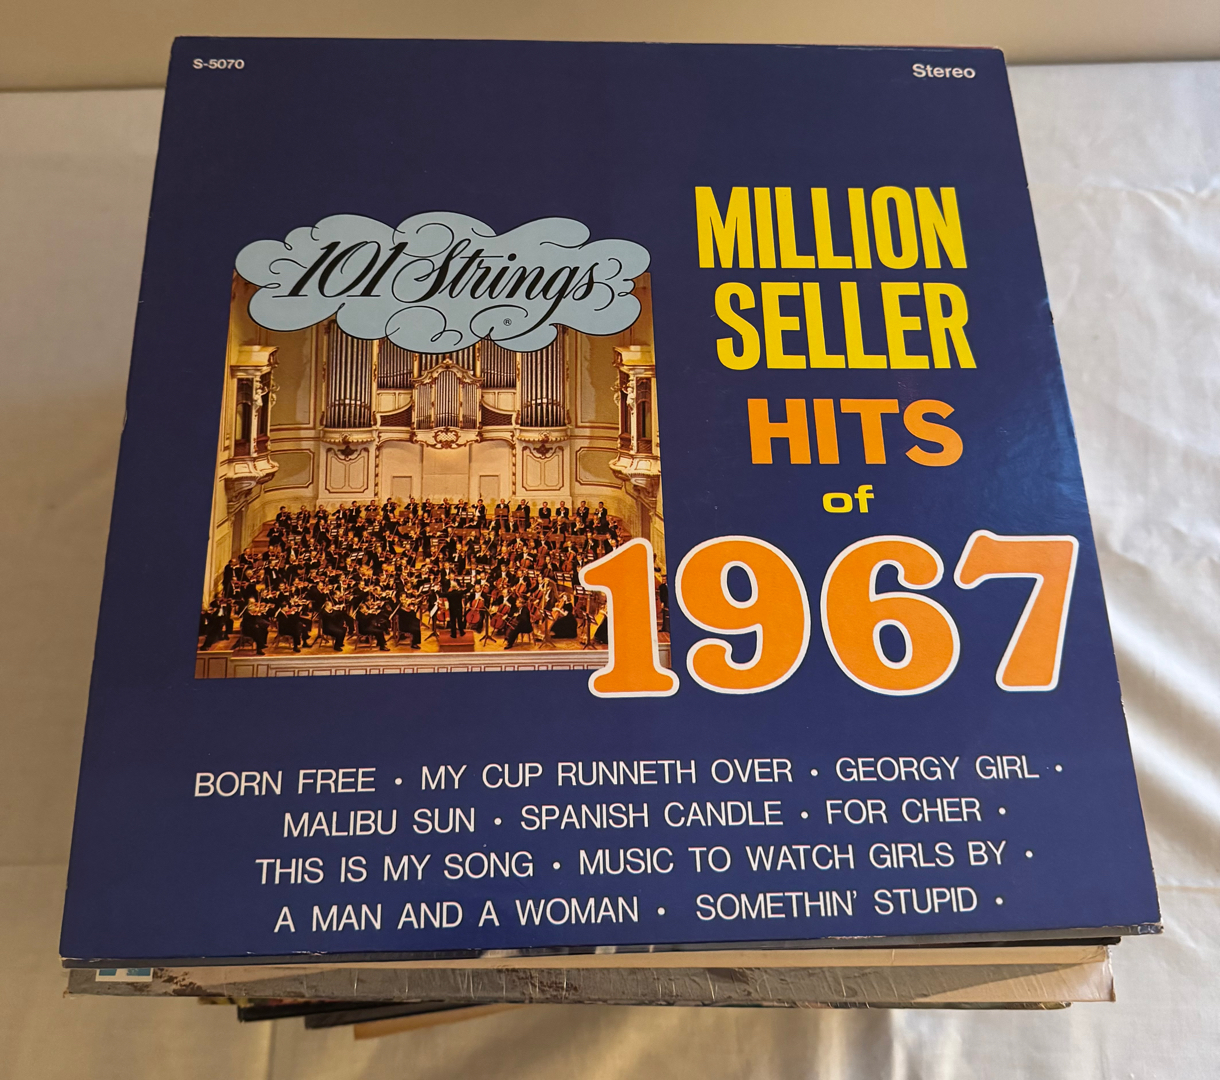 S-5070
Stereo
101 Strings
®
MILLION
SELLER
HITS
of
1967
BORN FREE • MY CUP RUNNETH OVER • GEORGY GIRL •
MALIBU SUN • SPANISH CANDLE • FOR CHER •
THIS IS MY SONG • MUSIC TO WATCH GIRLS BY •
A MAN AND A WOMAN • SOMETHIN' STUPID •